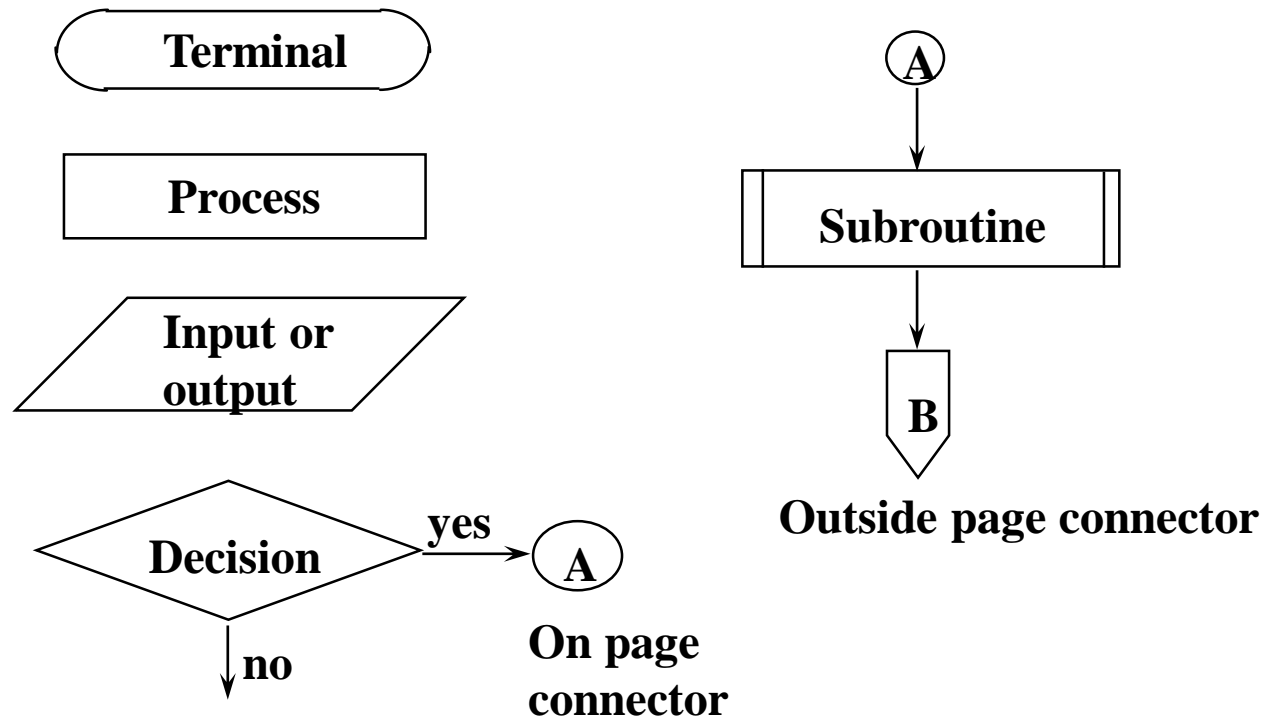 Terminal
Process
Input or
output
Decision
yes
no
A
On page
connector
A
Subroutine
B
Outside page connector